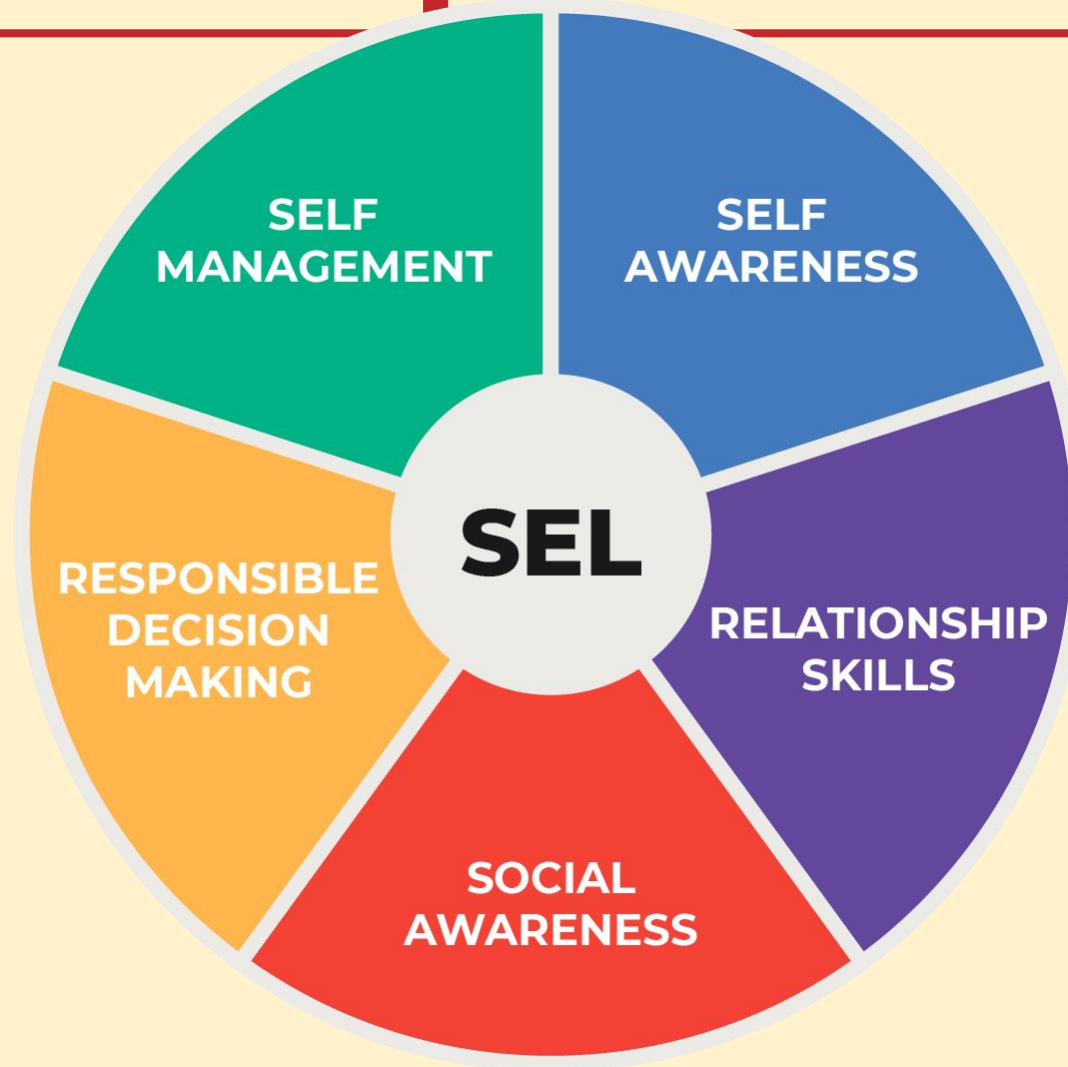 SELF
MANAGEMENT
SELF
AWARENESS
SEL
RESPONSIBLE
DECISION
MAKING
RELATIONSHIP
SKILLS
SOCIAL
AWARENESS